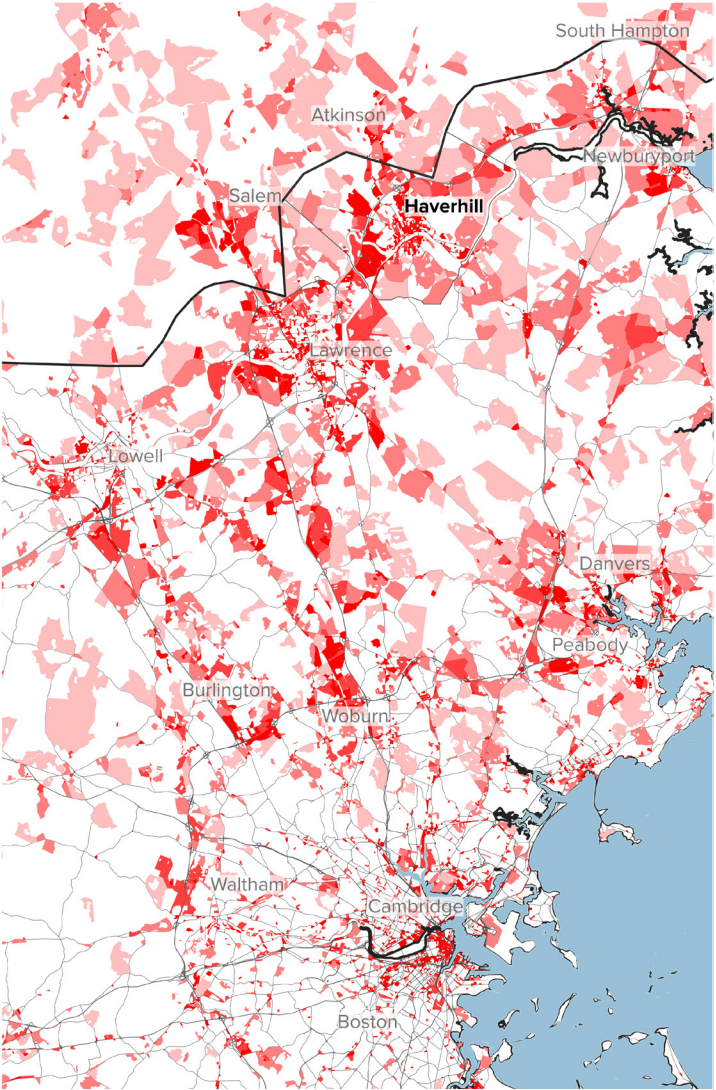 South Hampton
Atkinson
Newburyport
Salem
Haverhill
Lawrence
Lowell
Danvers
Peabody
Burlington
Woburn
Waltham
Cambridge
Boston